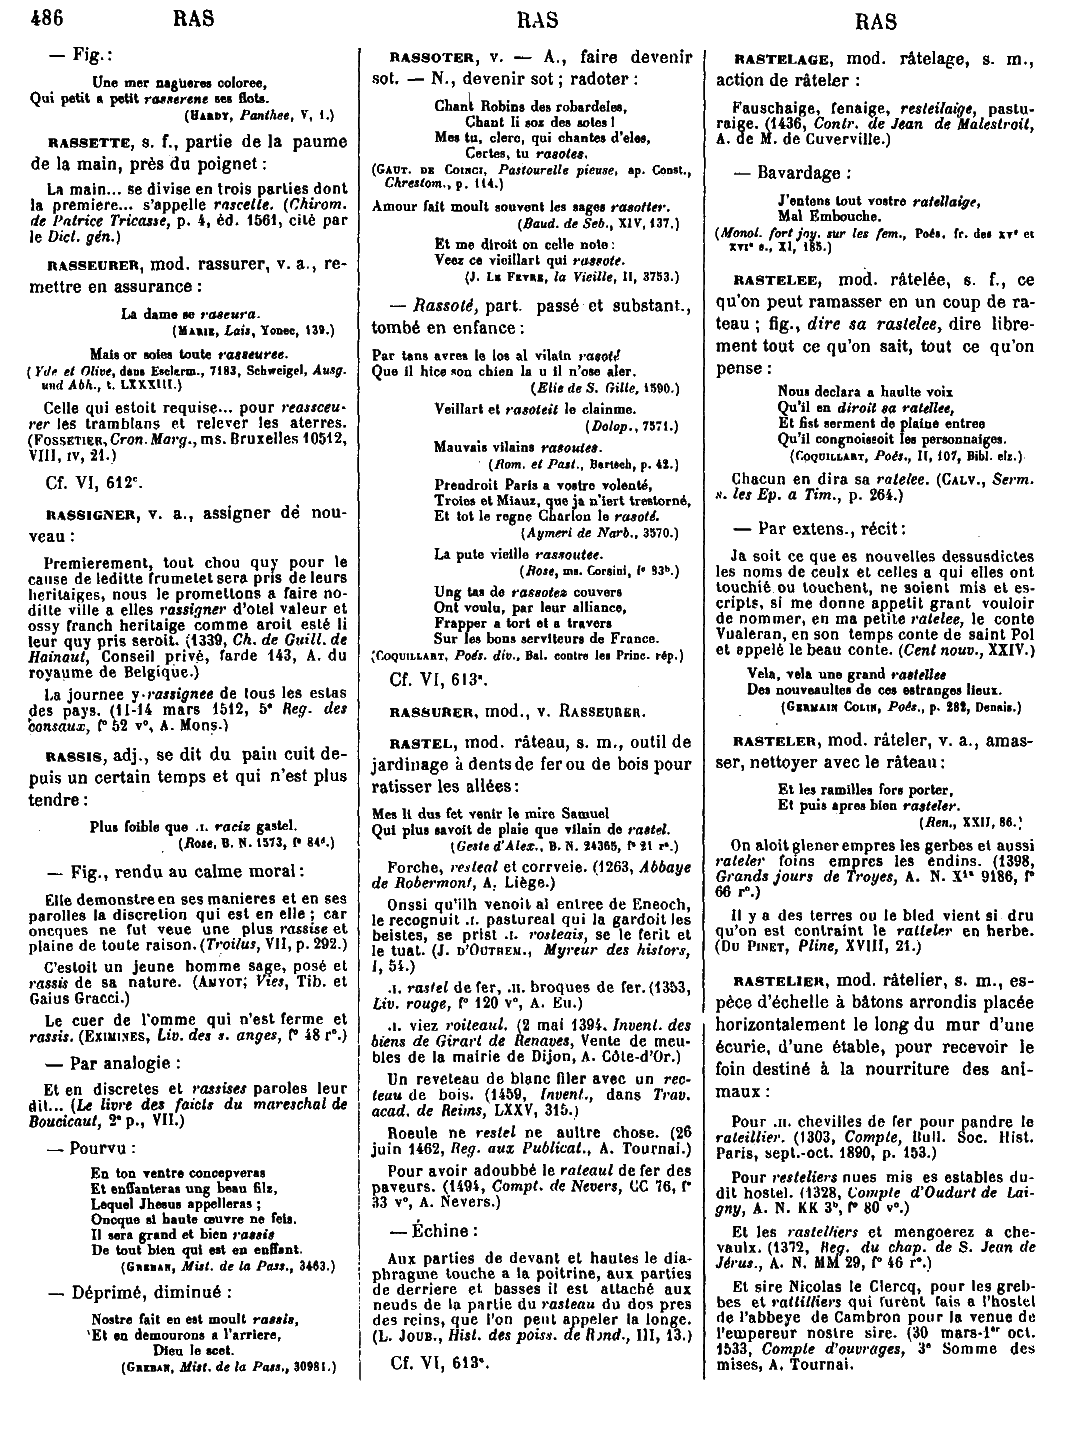 486 RAS RAS RAS
— Fig. :
Une mer nagueres coloree,
Qui petit a petit rasserene ses flots.
(HARDY, Panthee, V, 1.)
RASSETTE, s. f., partie de la paume
de la main, près du poignet :
La main... se divise en trois parties dont
la premiere... s'appelle rascette. (Chirom.
de Patrice Tricasse, p. 4, éd. 1561, cité par
le Dict. gén.)
RASSEURER, mod. rassurer, v. a., re-
mettre en assurance :
La dame se raseura.
(MARIE, Lais, Yonec, 139.)
Mais or soies toute rasseuree.
(Yde et Olive, dans Esclarm., 7183, Schweigel, Ausg.
und Abh., t. LXXXIII.)
Celle qui estoit requise... pour reassceu-
rer les tramblans et relever les aterres.
(FOSSETIER, Cron. Marg., ms. Bruxelles 10512,
VIII, IV, 21.)
Cf. VI, 612c.
RASSIGNER, v. a., assigner de nou-
veau :
Premierement, tout chou quy pour le
cause de leditte frumetet sera pris de leurs
heritaiges, nous le promettons a faire no-
ditte ville a elles rassigner d'otel valeur et
ossy franch heritaige comme aroit esté li
leur quy pris seroit. (1339, Ch. de Guill. de
Hainaut, Conseil privé, farde 143, A. du
royaume de Belgique.)
La journee y rassignee de tous les estas
des pays. (11-14 mars 1512, 5e Reg. des
consaux, fo 52 vo, A. Mons.)
RASSIS, adj., se dit du pain cuit de-
puis un certain temps et qui n'est plus
tendre :
Plus foible que .I. raciz gastel.
(Rose, B. N. 1573, fo 84d.)
— Fig., rendu au calme moral :
Elle demonstre en ses manieres et en ses
parolles la discretion qui est en elle ; car
oncques ne fut veue une plus rassise et
plaine de toute raison. (Troilus, VII, p. 292.)
C'estoit un jeune homme sage, posé et
rassis de sa nature. (AMYOT, Vies, Tib. et
Gaius Gracci.)
Le cuer de l'omme qui n'est ferme et
rassis. (EXIMINES, Liv. des s. anges, fo 48 ro.)
— Par analogie :
Et en discretes et rassises paroles leur
dit... (Le livre des faicts du mareschal de
Boucicaut, 2e p., VII.)
— Pourvu :
En ton ventre concepveras
Et enffanteras ung beau filz,
Lequel Jhesus appelleras ;
Oncque si haute œuvre ne feis.
Il sera grand et bien rassis
De tout bien qui est en enffant.
(GREBAN, Mist. de la Pass., 3463.)
— Déprimé, diminué :
Nostre fait en est moult rassis,
Et en demourons a l'arriere,
Dieu le scet.
(GREBAN, Mist. de la Pass., 30981.)
RASSOTER, v. — A., faire devenir
sot. — N., devenir sot ; radoter :
Chant Robins des robardeles,
Chant li soz des sotes !
Mes tu, clerc, qui chantes d'eles,
Certes, tu rasotes.
(GAUT. DE COINCI, Pastourelle pieuse, ap. Const.,
Chrestom., p. 114.)
Amour fait moult souvent les sages rasotter.
(Baud. de Seb., XIV, 137.)
Et me diroit on celle note :
Veez ce vieillart qui rassote.
(J. LE FEVRE, la Vieille, II, 3753.)
— Rassoté, part. passé et substant.,
tombé en enfance :
Par tans avres le los al vilain rasoté
Que il hice son chien la u il n'ose aler.
(Elie de S. Gille, 1590.)
Veillart et rasoteit le clainme.
(Dolop., 7571.)
Mauvais vilains rasoutes.
(Rom. et Past., Bartsch, p. 42.)
Prendroit Paris a vostre volenté,
Troies et Miauz, que ja n'iert trestorné,
Et tot le regne Charlon le rasoté.
(Aymeri de Narb., 3570.)
La pute vieille rassoutee.
(Rose, ms. Corsini, fo 93b.)
Ung tas de rassotez couvers
Ont voulu, par leur alliance,
Frapper a tort et a travers
Sur les bons serviteurs de France.
(COQUILLART, Poés. div., Bal. contre les Princ. rép.)
Cf. VI, 613a.
RASSURER, mod., v. RASSEURER.
RASTEL, mod. râteau, s. m., outil de
jardinage à dents de fer ou de bois pour
ratisser les allées :
Mes li dus fet venir le mire Samuel
Qui plus savoit de plaie que vilain de rastel.
(Geste d'Alex., B. N. 24365, fo 21 ro.)
Forche, resteal et corrveie. (1263, Abbaye
de Robermont, A. Liège.)
Onssi qu'ilh venoit al entree de Eneoch,
le recognuit .I. pastureal qui la gardoit les
beistes, se prist .I. rosteais, se le ferit et
le tuat. (J. D'OUTREM., Myreur des histors,
I, 54.)
.I. rastel de fer, .II. broques de fer. (1353,
Liv. rouge, fo 120 vo, A. Eu.)
.I. viez roiteaul. (2 mai 1394. Invent. des
biens de Girart de Renaves, Vente de meu-
bles de la mairie de Dijon, A. Côte-d'Or.)
Un reveteau de blanc filer avec un rec-
teau de bois. (1459, Invent., dans Trav.
acad. de Reims, LXXV, 315.)
Roeule ne restel ne aultre chose. (26
juin 1462, Reg. aux Publicat., A. Tournai.)
Pour avoir adoubbé le rateaul de fer des
paveurs. (1494, Compt. de Nevers, CC 76, fo
33 vo, A. Nevers.)
— Échine :
Aux parties de devant et hautes le dia-
phragme touche a la poitrine, aux parties
de derriere et basses il est attaché aux
neuds de la partie du rasteau du dos pres
des reins, que l'on peut appeler la longe.
(L. JOUB., Hist. des poiss. de Rond., III, 13.)
Cf. VI, 613a.
RASTELAGE, mod. râtelage, s. m.,
action de râteler :
Fauschaige, fenaige, resteilaige, pastu-
raige. (1436, Contr. de Jean de Malestroit,
A. de M. de Cuverville.)
— Bavardage :
J'entens tout vostre ratellaige,
Mal Embouche.
(Monol. fort joy. sur les fem., Poés. fr. des XVe et
XVIe s., XI, 185.)
RASTELEE, mod. râtelée, s. f., ce
qu'on peut ramasser en un coup de ra-
teau ; fig., dire sa rastelee, dire libre-
ment tout ce qu'on sait, tout ce qu'on
pense :
Nous declara a haulte voix
Qu'il en diroit sa ratellee,
Et fist serment de plaine entree
Qu'il congnoissoit les personnaiges.
(COQUILLART, Poés., II, 107, Bibl. elz.)
Chacun en dira sa ratelee. (CALV., Serm.
s. les Ep. a Tim., p. 264.)
— Par extens., récit :
Ja soit ce que es nouvelles dessusdictes
les noms de ceulx et celles a qui elles ont
touchié ou touchent, ne soient mis et es-
cripts, si me donne appetit grant vouloir
de nommer, en ma petite ratelee, le conte
Vualeran, en son temps conte de saint Pol
et appelé le beau conte. (Cent nouv., XXIV.)
Vela, vela une grand rastellee
Des nouveaultes de ces estranges lieux.
(GERMAIN COLIN, Poés., p. 282, Denais.)
RASTELER, mod. râteler, v. a., amas-
ser, nettoyer avec le râteau :
Et les ramilles fors porter,
Et puis apres bien rasteler.
(Ren., XXII, 86.)
On aloit glener empres les gerbes et aussi
rateler foins empres les endins. (1398,
Grands jours de Troyes, A. N. X1a 9186, fo
66 ro.)
Il y a des terres ou le bled vient si dru
qu'on est contraint le ratteler en herbe.
(DU PINET, Pline, XVIII, 21.)
RASTELIER, mod. râtelier, s. m., es-
pèce d'échelle à bâtons arrondis placée
horizontalement le long du mur d'une
écurie, d'une étable, pour recevoir le
foin destiné à la nourriture des ani-
maux :
Pour .II. chevilles de fer pour pandre le
rateillier. (1303, Compte, Bull. Soc. Hist.
Paris, sept.-oct. 1890, p. 153.)
Pour resteliers nues mis es estables du-
dit hostel. (1328, Compte d'Oudart de Lai-
gny, A. N. KK 3b, fo 80 vo.)
Et les rastelliers et mengoerez a che-
vaulx. (1372, Reg. du chap. de S. Jean de
Jérus., A. N. MM 29, fo 46 ro.)
Et sire Nicolas le Clercq, pour les greb-
bes et rattilliers qui furent fais a l'hostel
de l'abbeye de Cambron pour la venue de
l'empereur nostre sire. (30 mars-1er oct.
1533, Compte d'ouvrages, 3e Somme des
mises, A. Tournai.